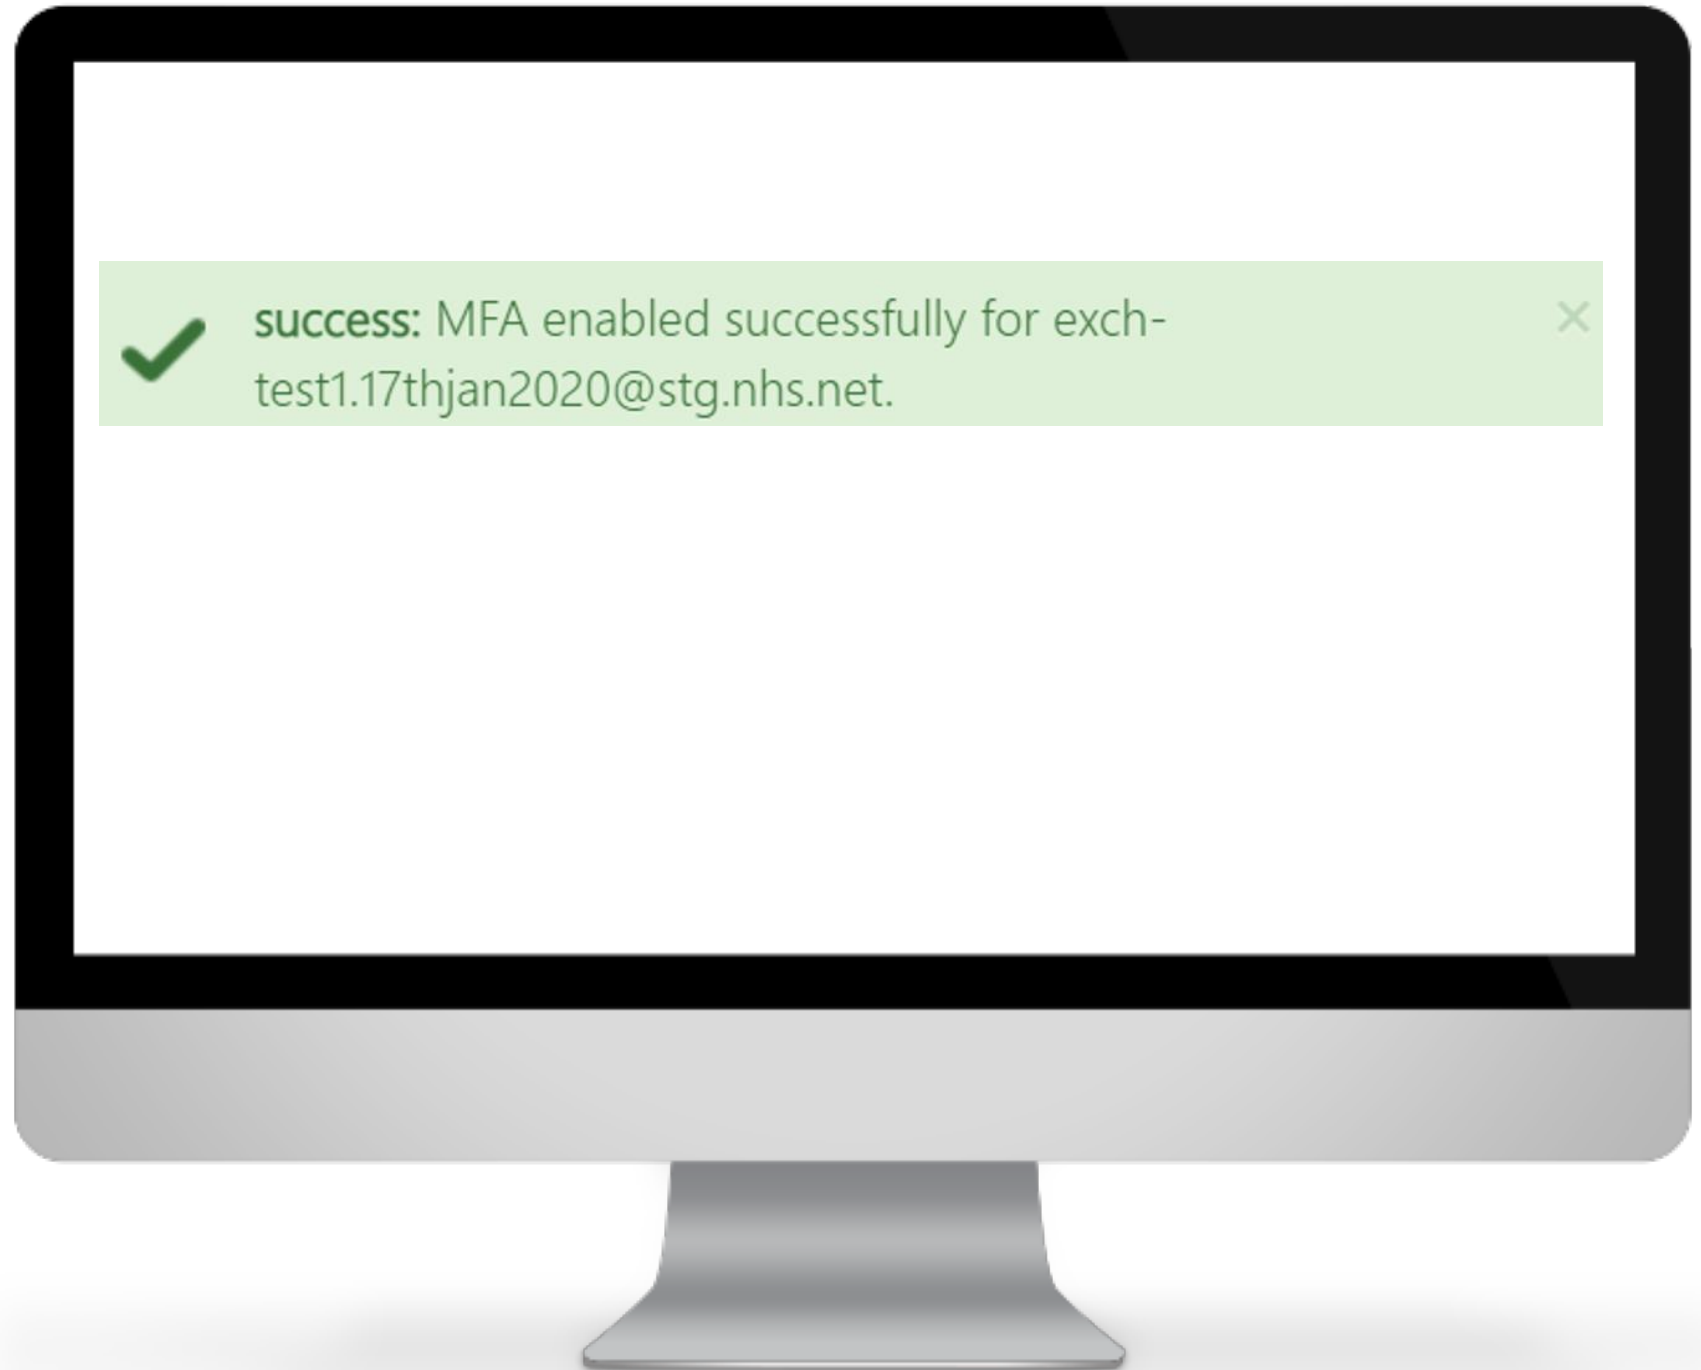 success: MFA enabled successfully for exch-
test1.17thjan2020@stg.nhs.net.